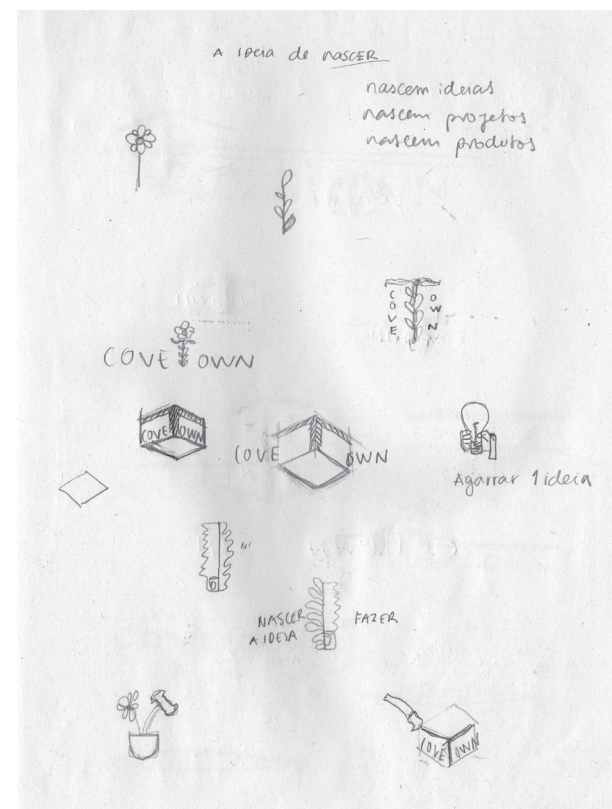 A IDEIA de NASCER
nascem ideias
nascem projetos
nascem produtos
COVE OWN
COVE OWN
COVE OWN
COVE OWN
Agarrar 1 ideia
NASCER
A IDEIA
FAZER
COVE OWN